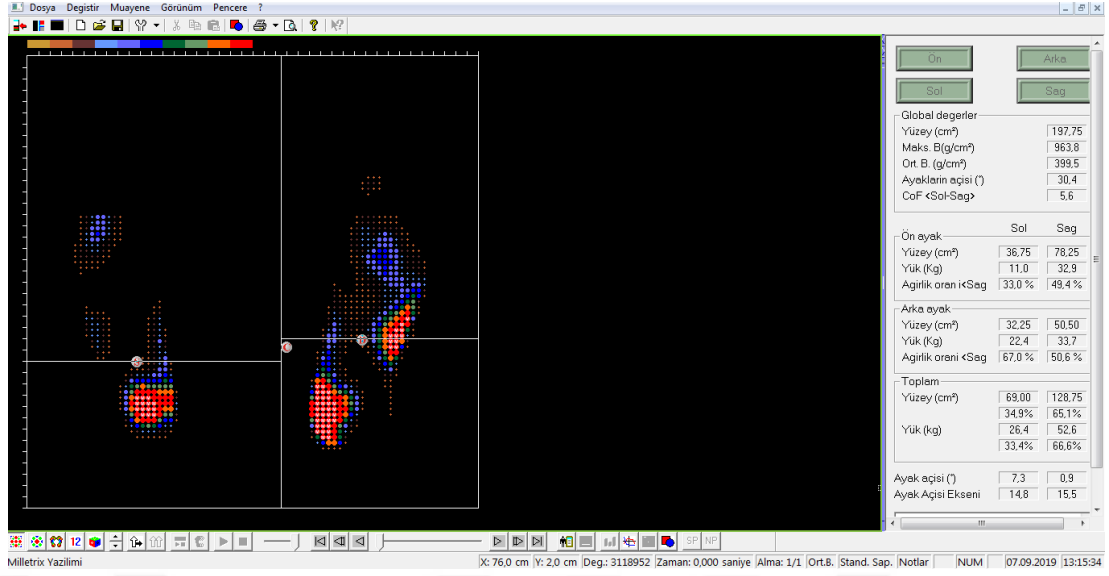 Dosya Degistir Muayene Görünüm Pencere ?
12 SP NP
Ön Arka
Sol Sag
Global degerler
Yüzey (cm²) 197,75
Maks. B(g/cm²) 963,8
Ort. B. (g/cm²) 399,5
Ayaklarin açisi (°) 30,4
CoF <Sol-Sag> 5,6
Sol Sag
Ön ayak
Yüzey (cm²) 36,75 78,25
Yük (Kg) 11,0 32,9
Agirlik orani<Sag 33,0 % 49,4 %
Arka ayak
Yüzey (cm²) 32,25 50,50
Yük (Kg) 22,4 33,7
Agirlik orani <Sag 67,0 % 50,6 %
Toplam
Yüzey (cm²) 69,00 128,75
34,9% 65,1%
Yük (kg) 26,4 52,6
33,4% 66,6%
Ayak açisi (°) 7,3 0,9
Ayak Açisi Ekseni 14,8 15,5
Milletrix Yazilimi X: 76,0 cm Y: 2,0 cm Deg.: 3118952 Zaman: 0,000 saniye Alma: 1/1 Ort.B. Stand. Sap. Notlar NUM 07.09.2019 13:15:34